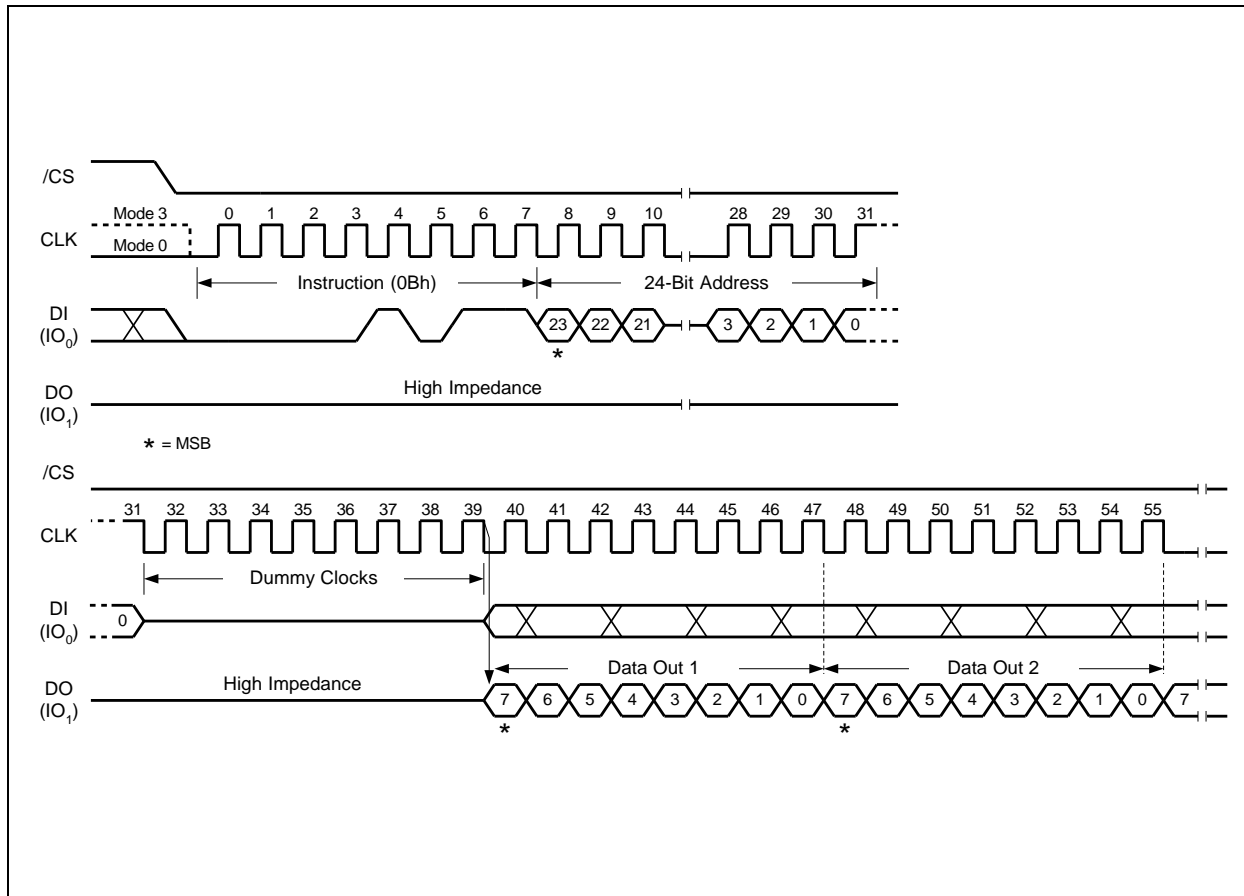 /CS
Mode 3 0 1 2 3 4 5 6 7 8 9 10 28 29 30 31
CLK
Mode 0
Instruction (0Bh) 24-Bit Address
DI
(IO0)
23 22 21 3 2 1 0
*
High Impedance
DO
(IO1)
* = MSB
/CS
31 32 33 34 35 36 37 38 39 40 41 42 43 44 45 46 47 48 49 50 51 52 53 54 55
CLK
Dummy Clocks
DI
(IO0)
0
Data Out 1 Data Out 2
High Impedance
DO
(IO1)
7 6 5 4 3 2 1 0 7 6 5 4 3 2 1 0 7
* *